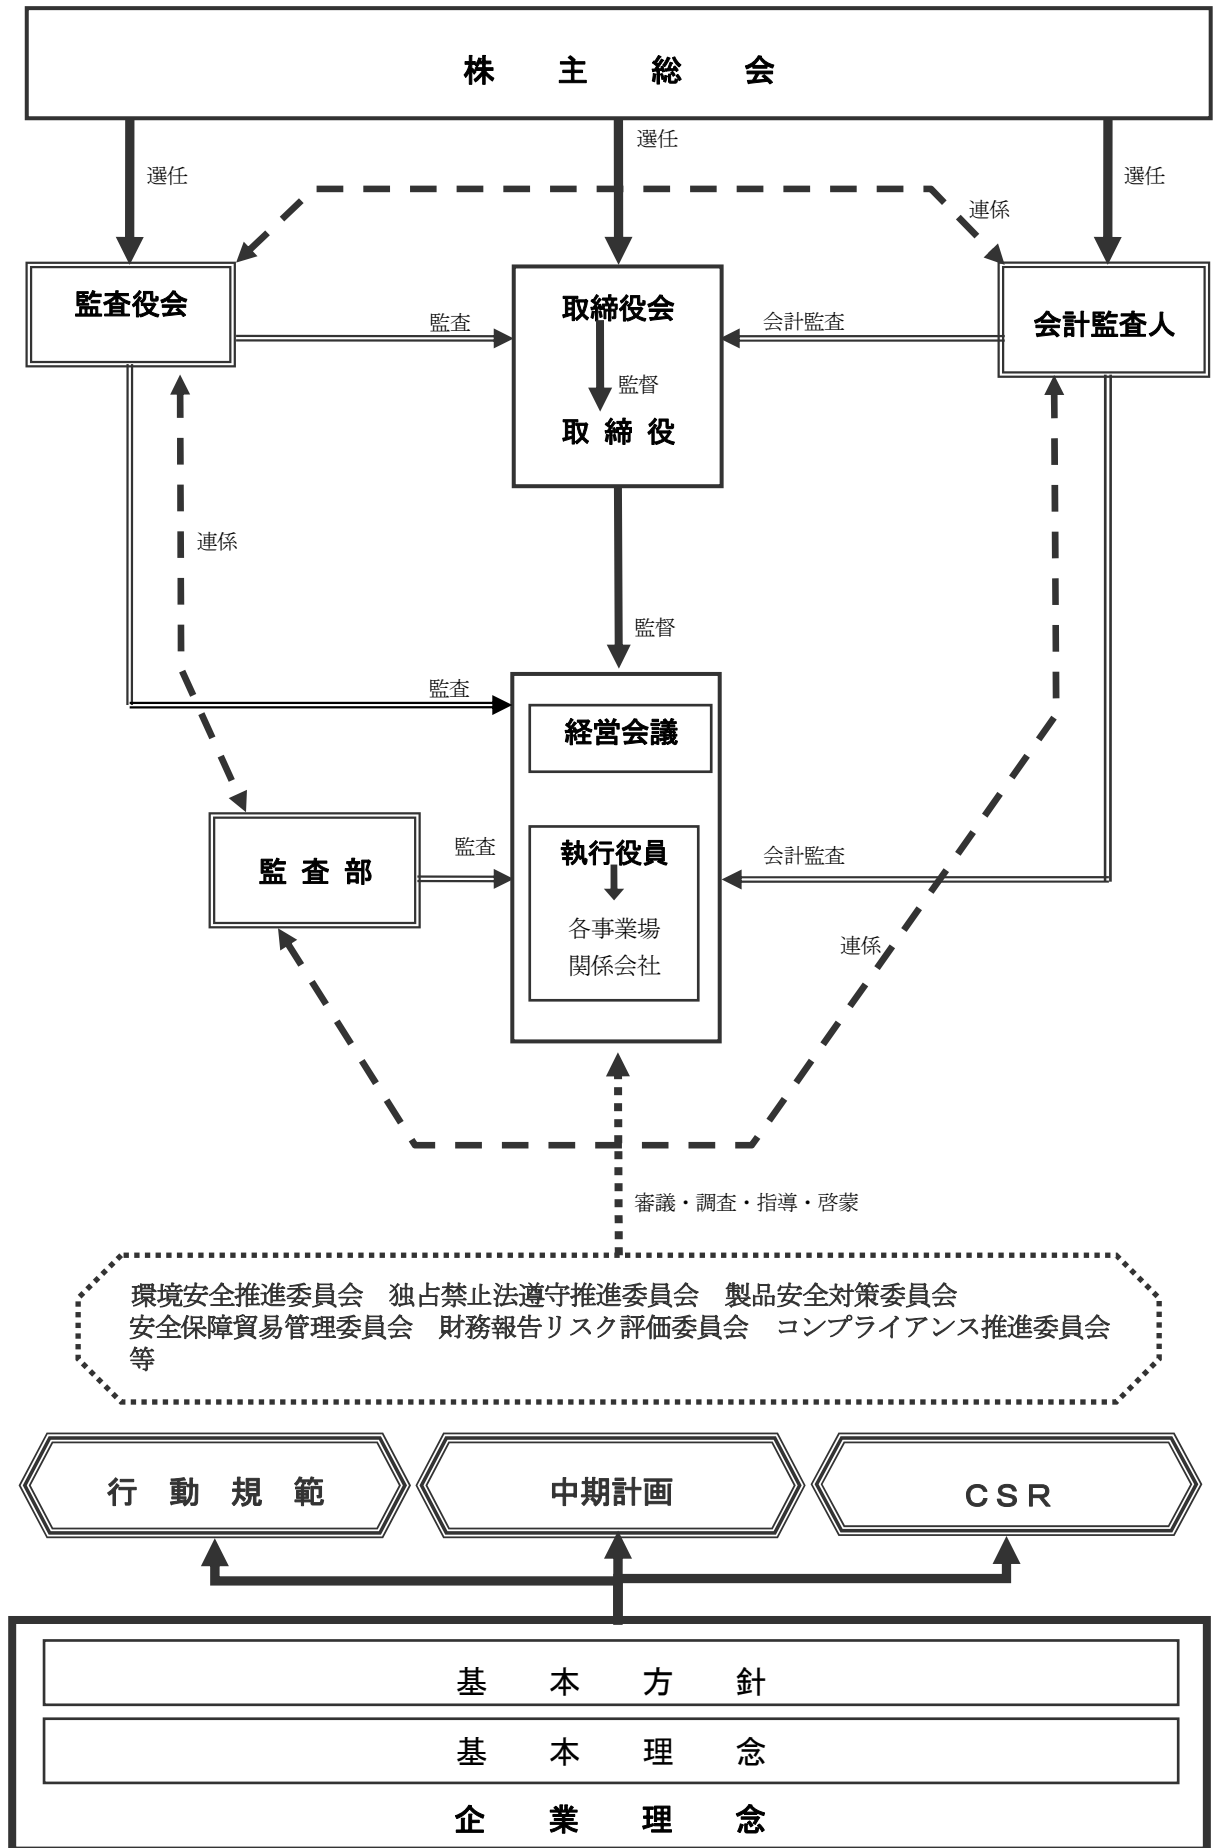 株　主　総　会
選任
選任
選任
連係
監査役会
取締役会
会計監査人
監査
会計監査
監督
取 締 役
連係
監督
監査
経営会議
監査
執行役員
会計監査
監 査 部
各事業場
関係会社
連係
審議・調査・指導・啓蒙
環境安全推進委員会　独占禁止法遵守推進委員会　製品安全対策委員会
安全保障貿易管理委員会　財務報告リスク評価委員会　コンプライアンス推進委員会
等
行　動　規　範
中期計画
ＣＳＲ
基　本　方　針
基　本　理　念
企　業　理　念